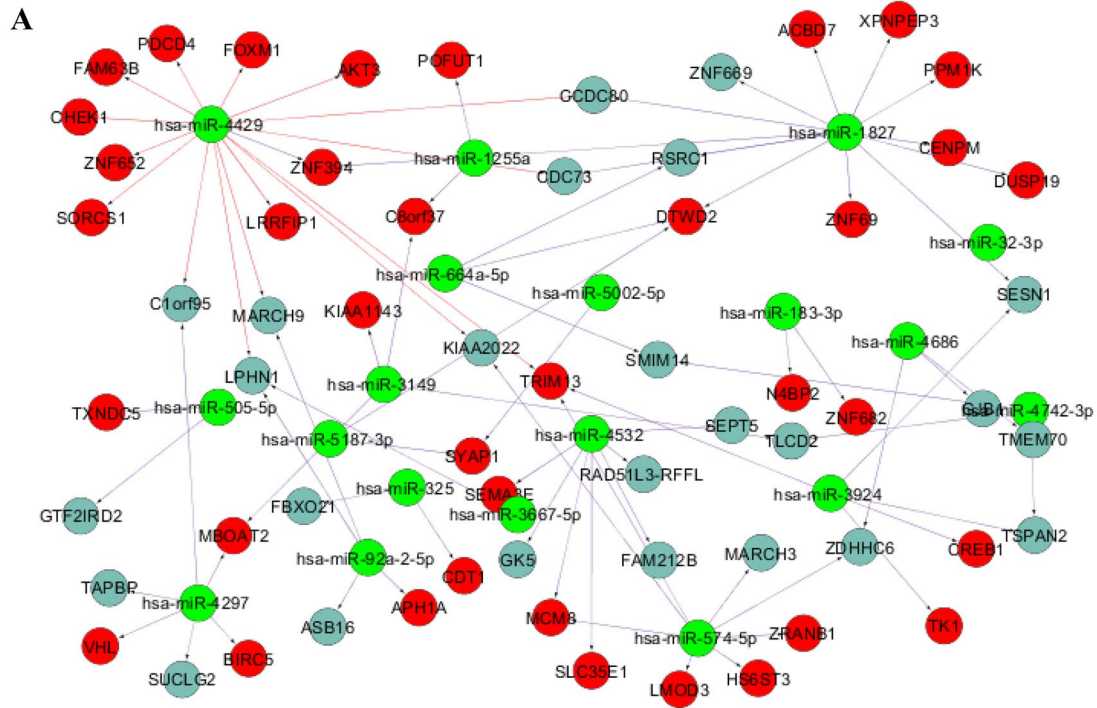 A
PDCD4
FOXM1
FAM63B
AKT3
POFUT1
ACBD7
XPNPEP3
ZNF669
PPM1K
CHEK1
GCDC80
hsa-miR-4429
hsa-miR-1827
ZNF652
ZNF394
hsa-miR-1255a
CDC73
RSRC1
CENPM
DUSP19
SORCS1
LRRFIP1
C8orf37
DTWD2
ZNF69
hsa-miR-32-3p
hsa-miR-664a-5p
hsa-miR-5002-5p
SESN1
C1orf95
MARCH9
KIAA1143
hsa-miR-183-3p
hsa-miR-4686
KIAA2022
SMIM14
LPHN1
hsa-miR-3149
TRIM13
N4BP2
TXNDC5
hsa-miR-505-5p
GJB1
hsa-miR-4742-3p
ZNF682
hsa-miR-5187-3p
hsa-miR-4532
SEPT5
TLCD2
TMEM70
SYAP1
RAD51L3-RFFL
hsa-miR-325
SEMA3E
hsa-miR-3924
FBXO21
hsa-miR-3667-5p
GTF2IRD2
MBOAT2
hsa-miR-92a-2-5p
GK5
FAM212B
MARCH3
ZDHHC6
CREB1
TSPAN2
TAPBP
hsa-miR-4297
CDT1
APH1A
ASB16
MCM8
hsa-miR-574-5p
ZRANB1
TK1
VHL
BIRC5
SUCLG2
SLC35E1
LMOD3
HS6ST3